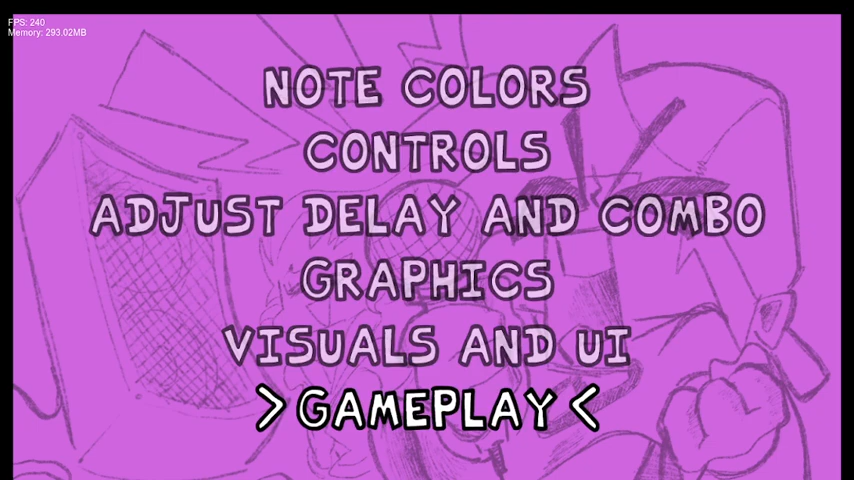 FPS: 240
Memory: 293.02MB
NOTE COLORS
CONTROLS
ADJUST DELAY AND COMBO
GRAPHICS
VISUALS AND UI
> GAMEPLAY <